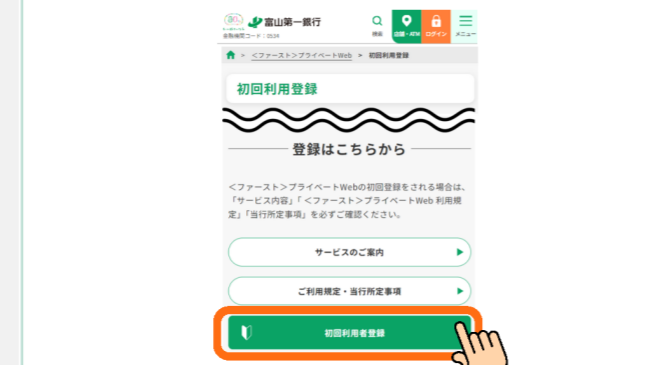 富山第一銀行
金融機関コード：0534
検索
店舗・ATM
ログイン
メニュー
> <ファースト>プライベートWeb > 初回利用登録
初回利用登録
登録はこちらから
<ファースト>プライベートWebの初回登録をされる場合は、
「サービス内容」「<ファースト>プライベートWeb 利用規
定」「当行所定事項」を必ずご確認ください。
サービスのご案内
ご利用規定・当行所定事項
初回利用者登録